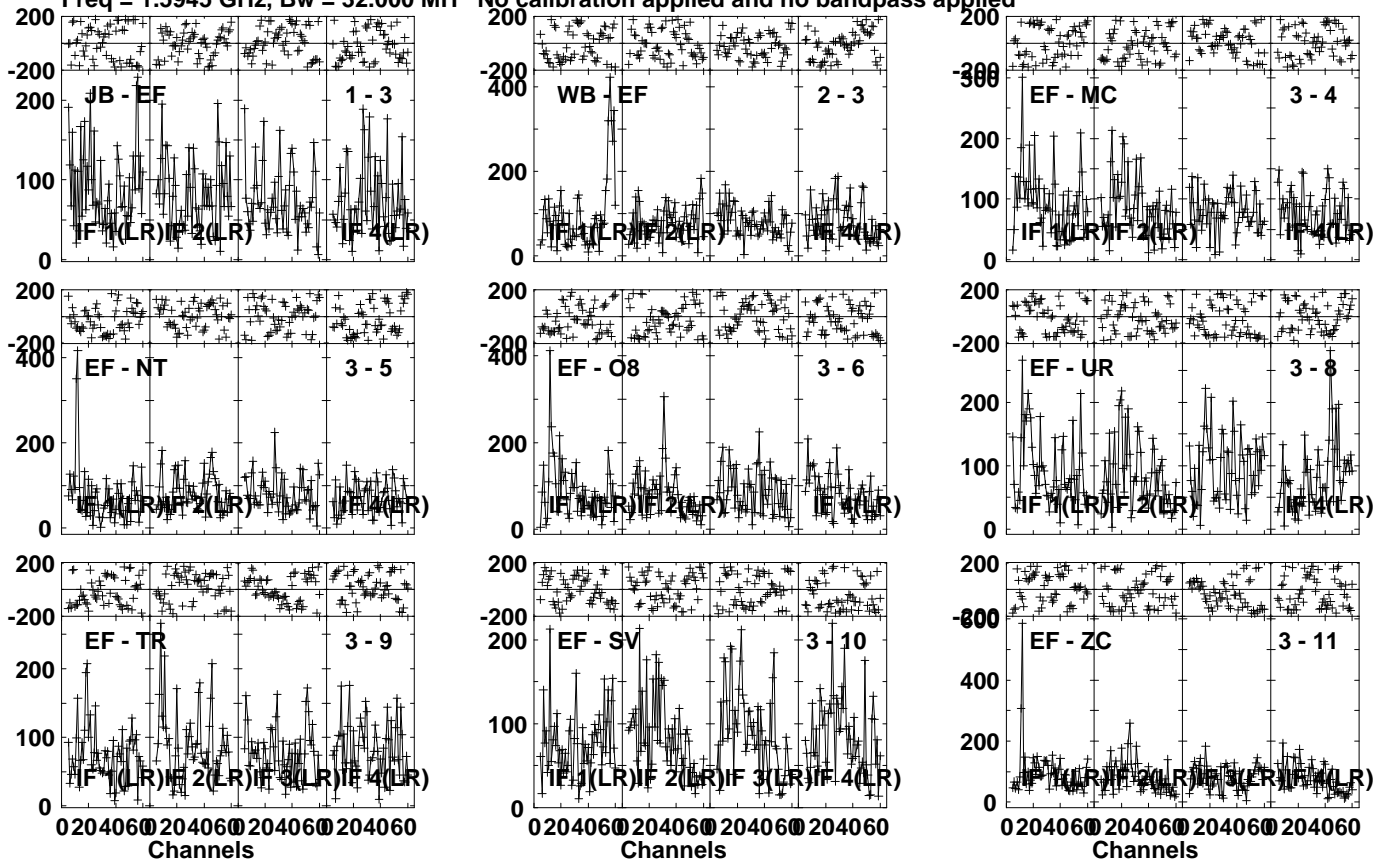 Freq = 1.5945 GHz, Bw = 32.000 MH No calibration applied and no bandpass applied
200
-200
JB - EF 1 - 3
200
100
0
IF 1(LR) IF 2(LR) IF 4(LR)
200
-200
WB - EF 2 - 3
400
200
0
IF 1(LR) IF 2(LR) IF 4(LR)
200
-200
300
EF - MC 3 - 4
200
100
0
IF 1(LR) IF 2(LR) IF 4(LR)
200
-200
400
EF - NT 3 - 5
200
0
IF 1(LR) IF 2(LR) IF 4(LR)
200
-200
400
EF - O8 3 - 6
200
0
IF 1(LR) IF 2(LR) IF 4(LR)
200
-200
EF - UR 3 - 8
200
100
0
IF 1(LR) IF 2(LR) IF 4(LR)
200
-200
EF - TR 3 - 9
200
100
0
IF 1(LR) IF 2(LR) IF 3(LR) IF 4(LR)
0 20 40 60 0 20 40 60 0 20 40 60 0 20 40 60
Channels
200
-200
EF - SV 3 - 10
200
100
0
IF 1(LR) IF 2(LR) IF 3(LR) IF 4(LR)
0 20 40 60 0 20 40 60 0 20 40 60 0 20 40 60
Channels
200
-200
600
EF - ZC 3 - 11
400
200
0
IF 1(LR) IF 2(LR) IF 3(LR) IF 4(LR)
0 20 40 60 0 20 40 60 0 20 40 60 0 20 40 60
Channels